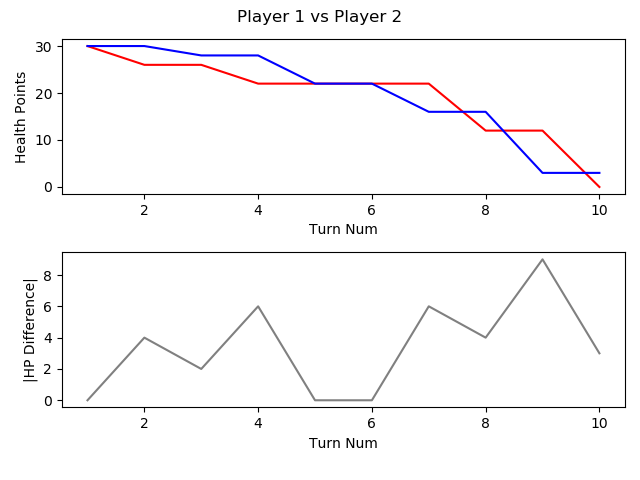 Player 1 vs Player 2
30
20
10
0
Health Points
2 4 6 8 10
Turn Num
8
6
4
2
0
|HP Difference|
2 4 6 8 10
Turn Num